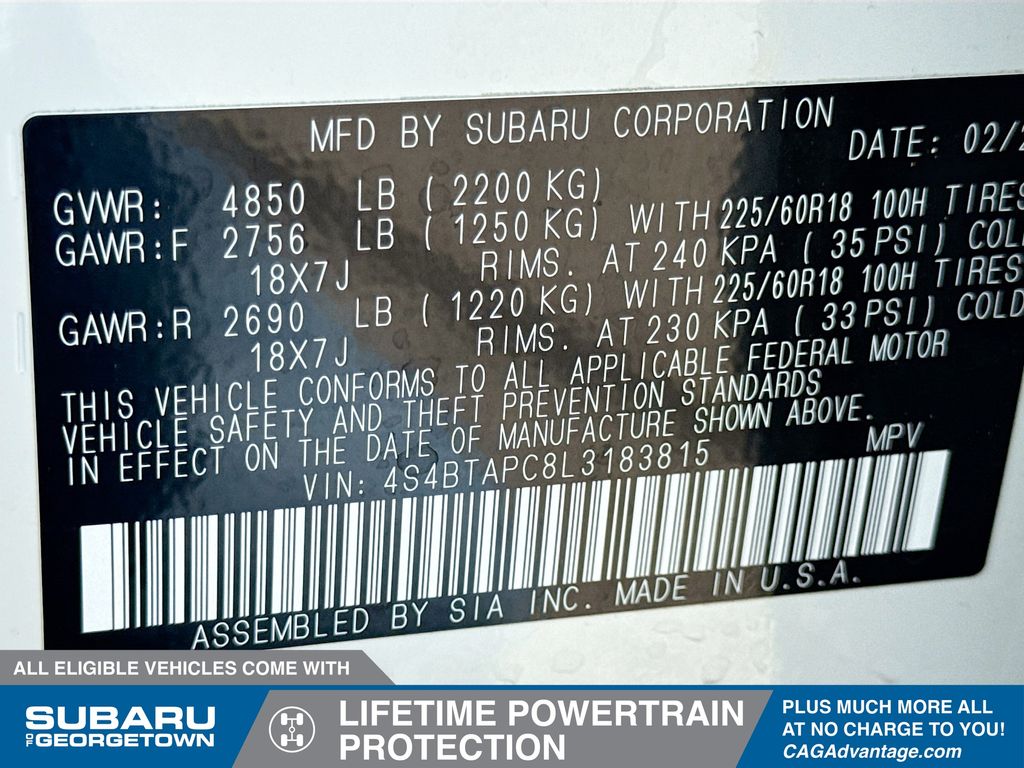 MFD BY SUBARU CORPORATION
DATE: 02/2
GVWR: 4850 LB ( 2200 KG)
GAWR:F 2756 LB ( 1250 KG) WITH 225/60R18 100H TIRES
18X7J RIMS. AT 240 KPA ( 35 PSI) COLD
GAWR:R 2690 LB ( 1220 KG) WITH 225/60R18 100H TIRES
18X7J RIMS. AT 230 KPA ( 33 PSI) COLD
THIS VEHICLE CONFORMS TO ALL APPLICABLE FEDERAL MOTOR
VEHICLE SAFETY AND THEFT PREVENTION STANDARDS
IN EFFECT ON THE DATE OF MANUFACTURE SHOWN ABOVE.
VIN: 4S4BTAPC8L3183815 MPV
ASSEMBLED BY SIA INC. MADE IN U.S.A.
ALL ELIGIBLE VEHICLES COME WITH
SUBARU
OF GEORGETOWN
LIFETIME POWERTRAIN
PROTECTION
PLUS MUCH MORE ALL
AT NO CHARGE TO YOU!
CAGAdvantage.com